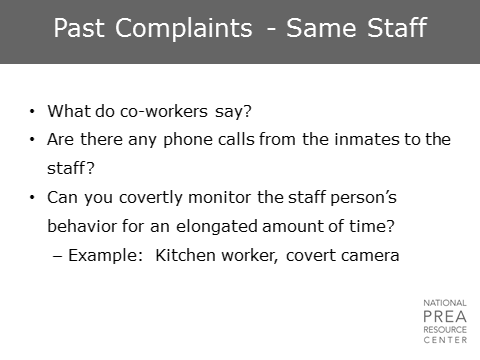 Past Complaints - Same Staff
• What do co-workers say?
• Are there any phone calls from the inmates to the
staff?
• Can you covertly monitor the staff person’s
behavior for an elongated amount of time?
– Example:  Kitchen worker, covert camera
NATIONAL
PREA
RESOURCE
CENTER